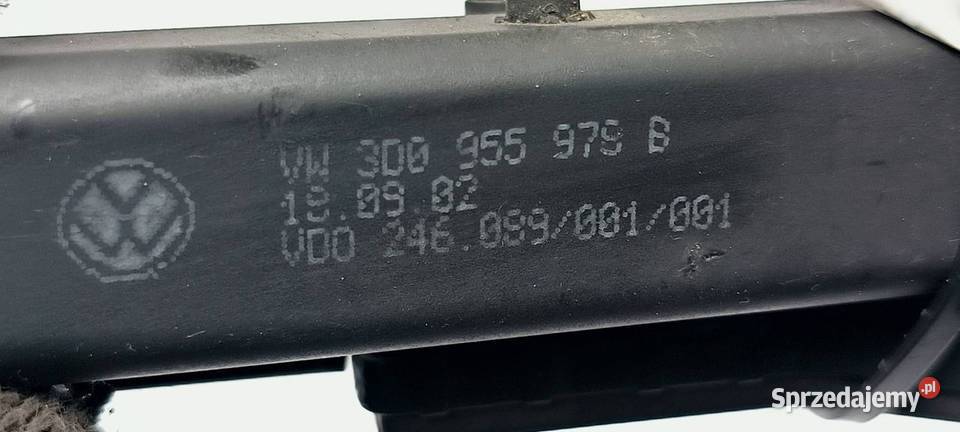 VW 3D0 955 979 B
18.09.02
VDO 246.089/001/001
Sprzedajemy.pl